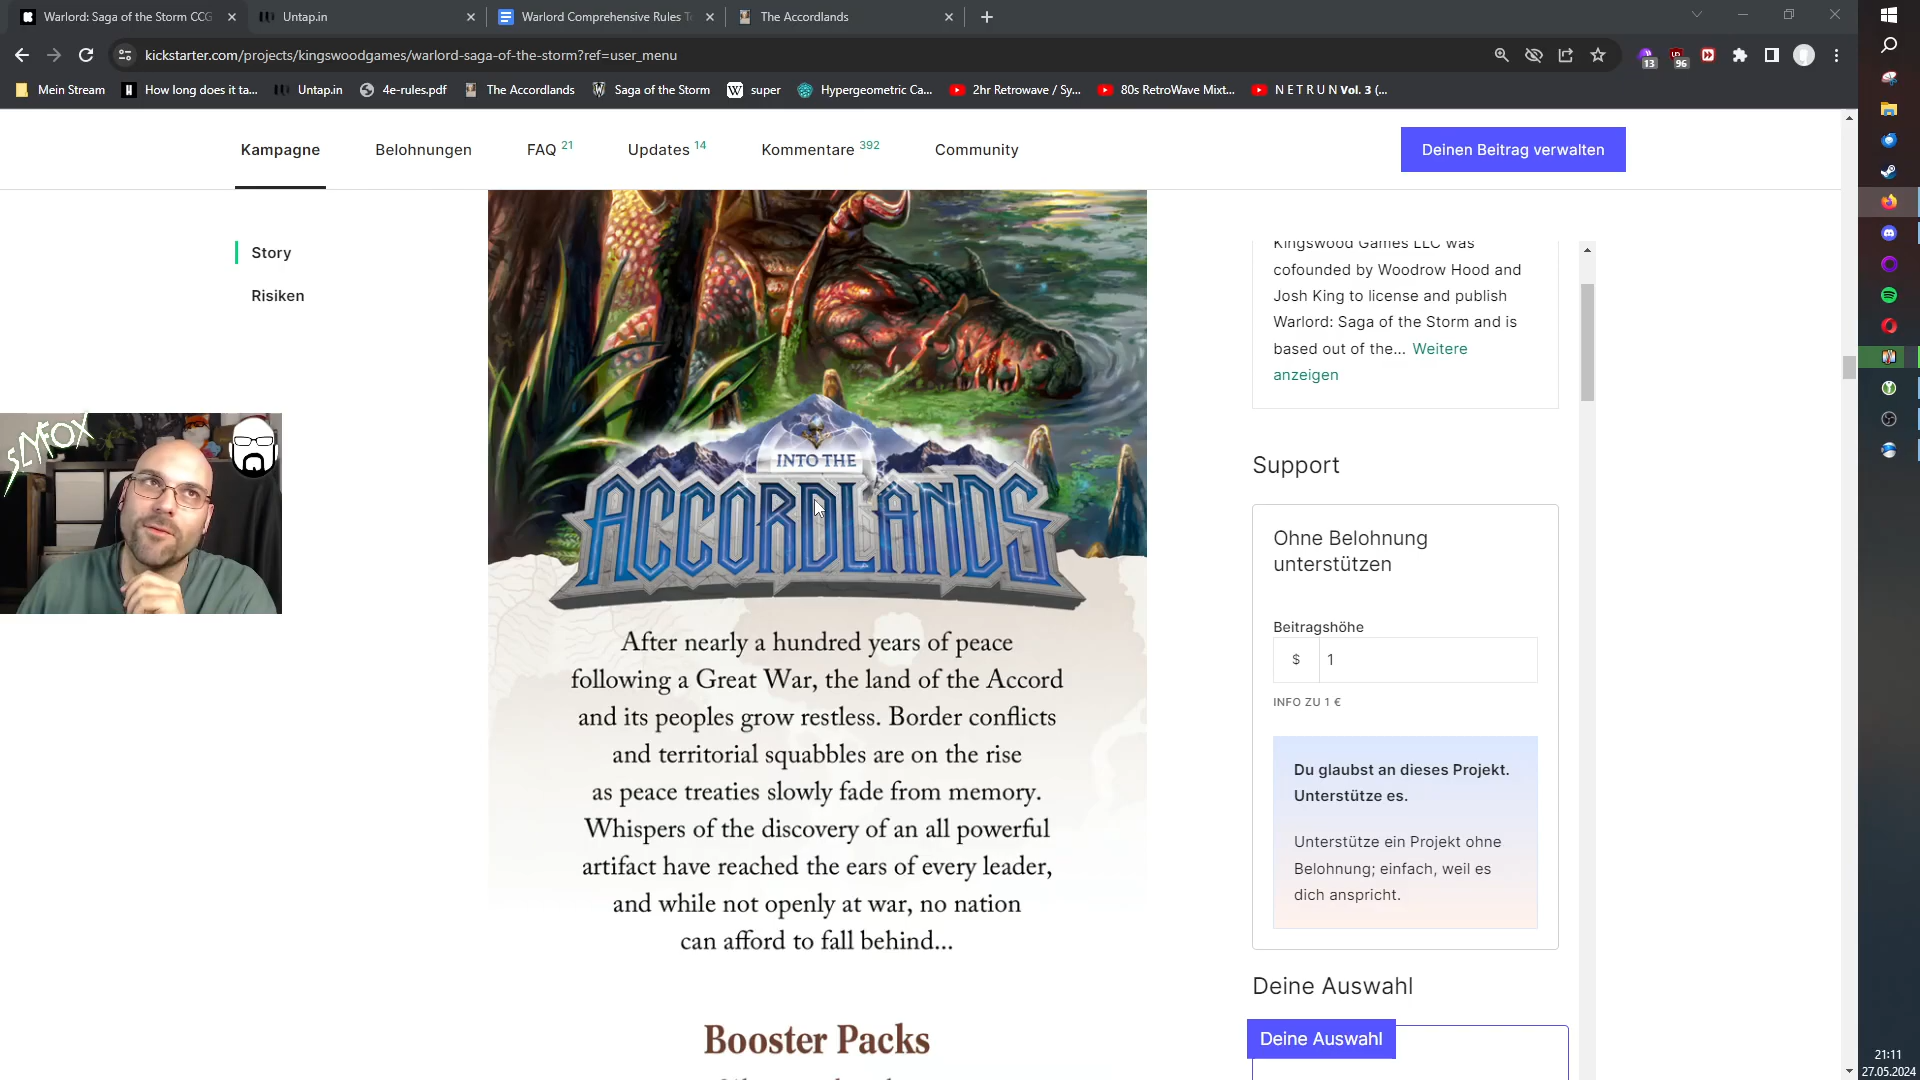 Warlord: Saga of the Storm CCG
Untap.in
Warlord Comprehensive Rules
The Accordlands
kickstarter.com/projects/kingswoodgames/warlord-saga-of-the-storm?ref=user_menu
13
96
Mein Stream
How long does it ta...
Untap.in
4e-rules.pdf
The Accordlands
Saga of the Storm
super
Hypergeometric Ca...
2hr Retrowave / Sy...
80s RetroWave Mixt...
N E T R U N Vol. 3 (...
Kampagne
Belohnungen
FAQ 21
Updates 14
Kommentare 392
Community
Deinen Beitrag verwalten
Story
Risiken
SLYFOX
INTO THE
ACCORDLANDS
After nearly a hundred years of peace
following a Great War, the land of the Accord
and its peoples grow restless. Border conflicts
and territorial squabbles are on the rise
as peace treaties slowly fade from memory.
Whispers of the discovery of an all powerful
artifact have reached the ears of every leader,
and while not openly at war, no nation
can afford to fall behind...
Booster Packs
Kingswood Games LLC was
cofounded by Woodrow Hood and
Josh King to license and publish
Warlord: Saga of the Storm and is
based out of the... Weitere
anzeigen
Support
Ohne Belohnung
unterstützen
Beitragshöhe
$ 1
INFO ZU 1 €
Du glaubst an dieses Projekt.
Unterstütze es.
Unterstütze ein Projekt ohne
Belohnung; einfach, weil es
dich anspricht.
Deine Auswahl
Deine Auswahl
21:11
27.05.2024